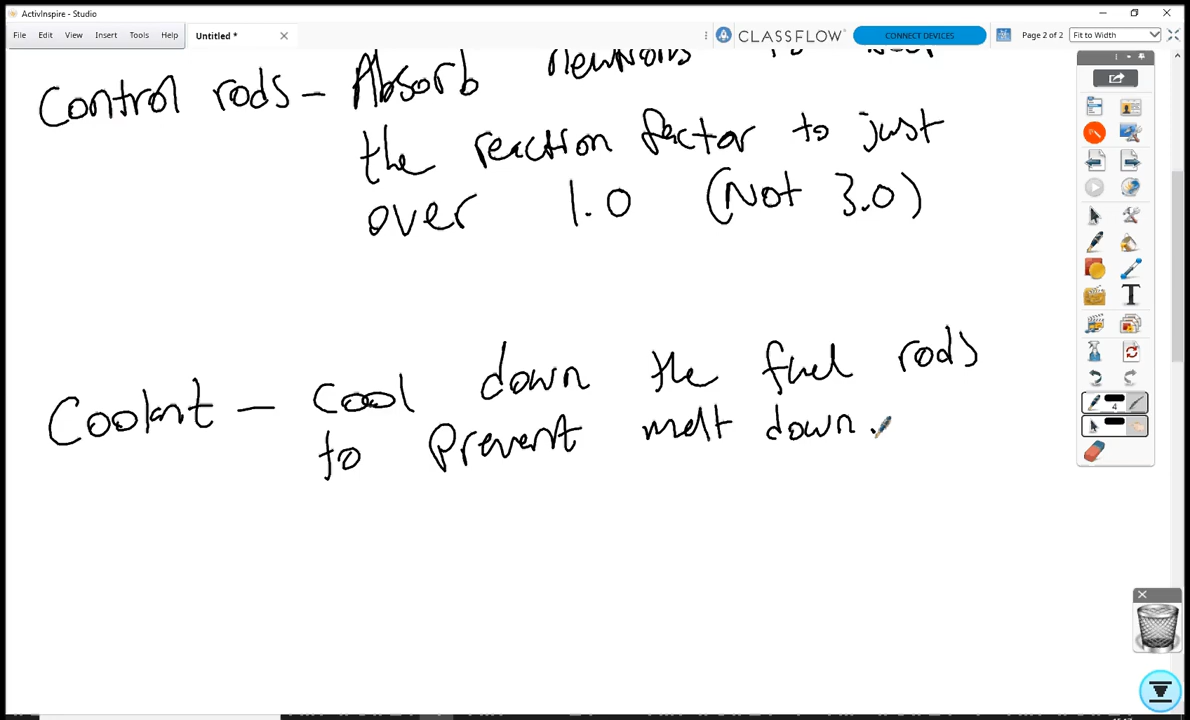 ActivInspire - Studio
File Edit View Insert Tools Help Untitled * CLASSFLOW CONNECT DEVICES Page 2 of 2 Fit to Width
Control rods - Absorb neutrons to
the reaction factor to just
over 1.0 (Not 3.0)
Coolant - cool down the fuel rods
to prevent melt down.
T
4